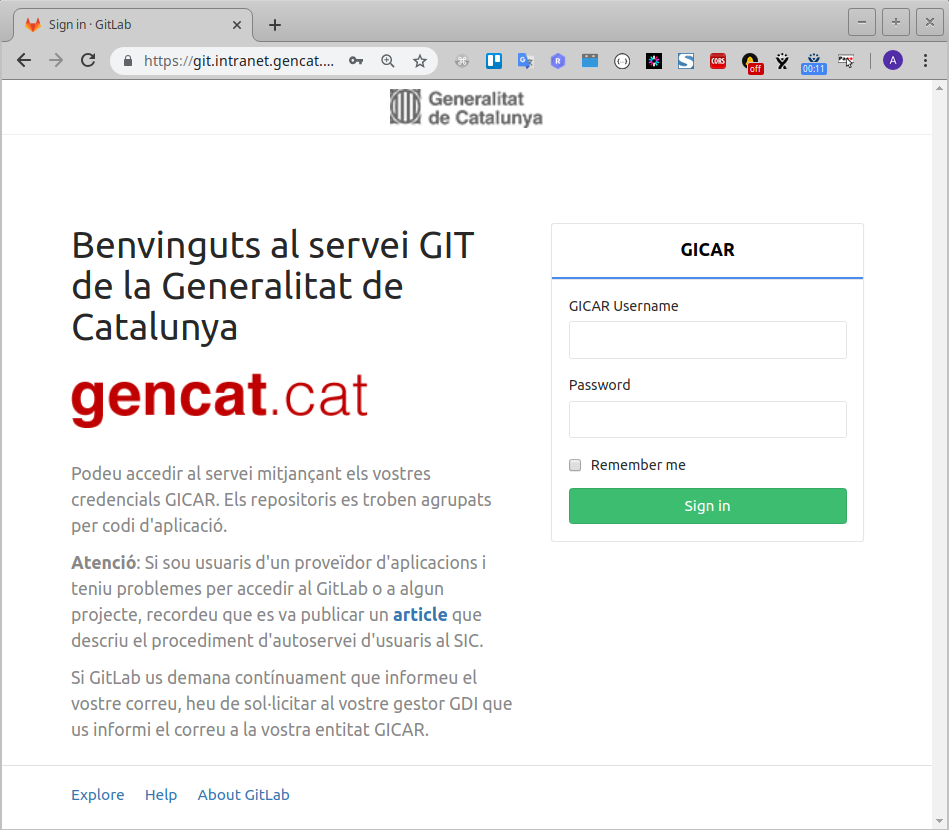 Sign in · GitLab
https://git.intranet.gencat....
R
CORS
off
00:11
A
Generalitat
de Catalunya
Benvinguts al servei GIT
de la Generalitat de
Catalunya
gencat.cat
Podeu accedir al servei mitjançant els vostres
credencials GICAR. Els repositoris es troben agrupats
per codi d'aplicació.
Atenció: Si sou usuaris d'un proveïdor d'aplicacions i
teniu problemes per accedir al GitLab o a algun
projecte, recordeu que es va publicar un article que
descriu el procediment d'autoservei d'usuaris al SIC.
Si GitLab us demana contínuament que informeu el
vostre correu, heu de sol·licitar al vostre gestor GDI que
us informi el correu a la vostra entitat GICAR.
GICAR
GICAR Username
Password
Remember me
Sign in
Explore Help About GitLab